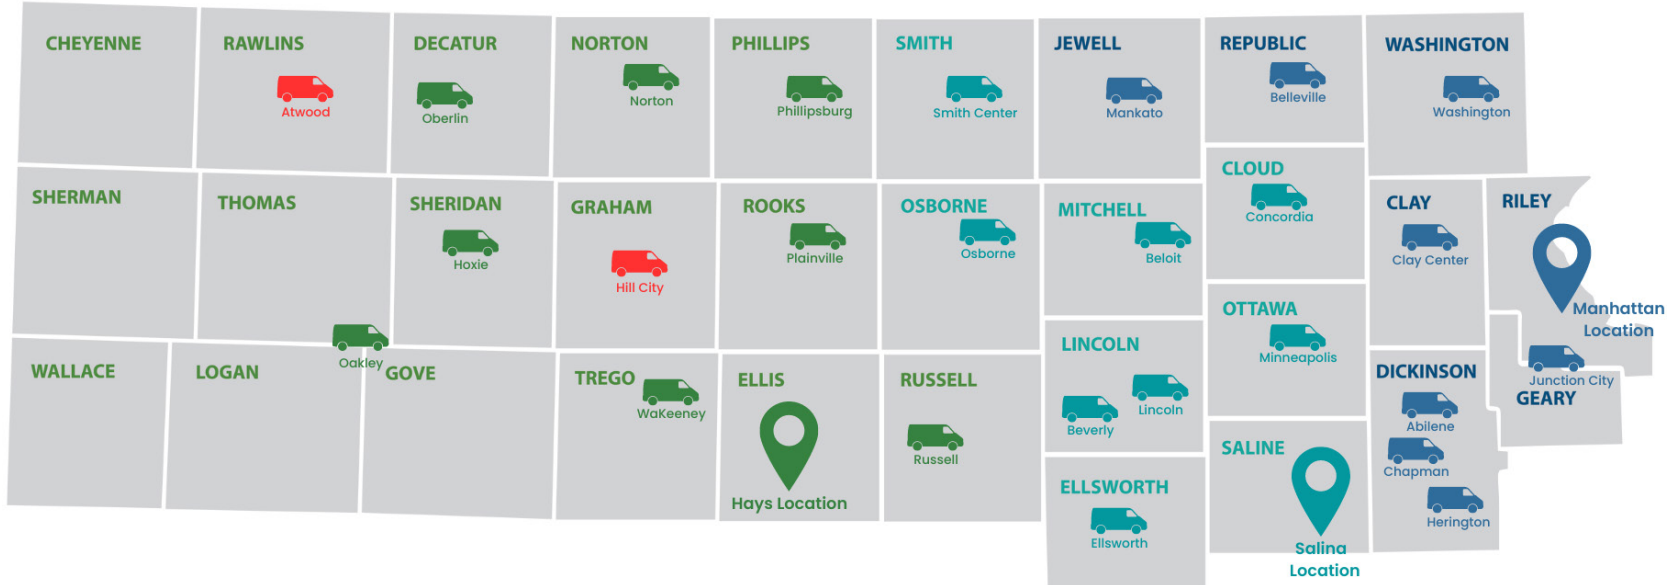 CHEYENNE
RAWLINS
DECATUR
NORTON
PHILLIPS
SMITH
JEWELL
REPUBLIC
WASHINGTON
Atwood
Oberlin
Norton
Phillipsburg
Smith Center
Mankato
Belleville
Washington
SHERMAN
THOMAS
SHERIDAN
GRAHAM
ROOKS
OSBORNE
MITCHELL
CLOUD
CLAY
RILEY
Hoxie
Hill City
Plainville
Osborne
Beloit
Concordia
Clay Center
Manhattan
Location
OTTAWA
Minneapolis
Oakley
WALLACE
LOGAN
GOVE
TREGO
WaKeeney
ELLIS
Hays Location
RUSSELL
Russell
LINCOLN
Lincoln
Beverly
DICKINSON
Abilene
Chapman
Herington
Junction City
GEARY
SALINE
Salina
Location
ELLSWORTH
Ellsworth